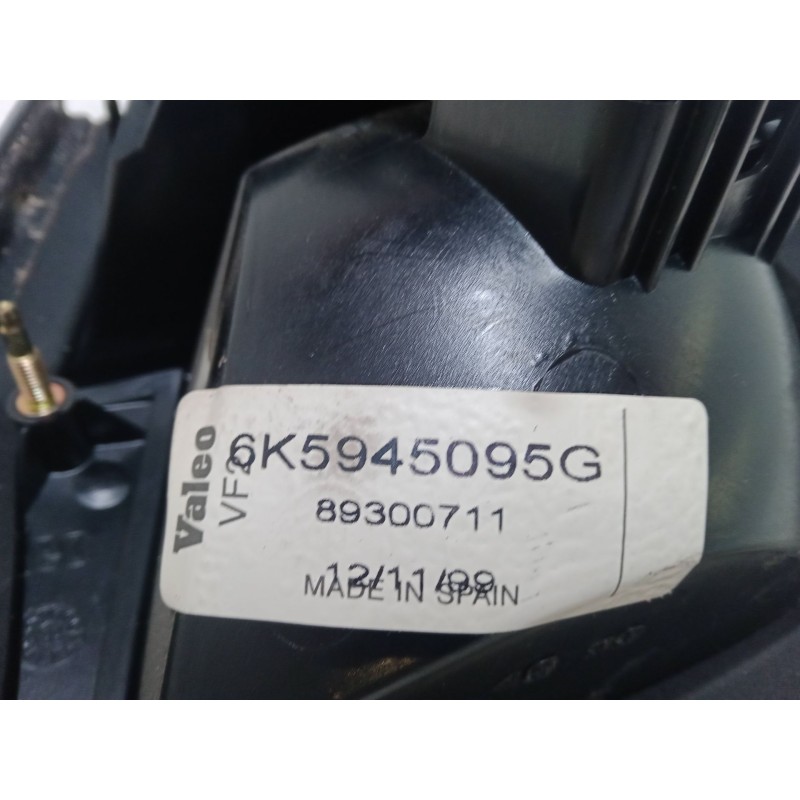 Valeo
VF2
6K5945095G
89300711
12/11/99
MADE IN SPAIN